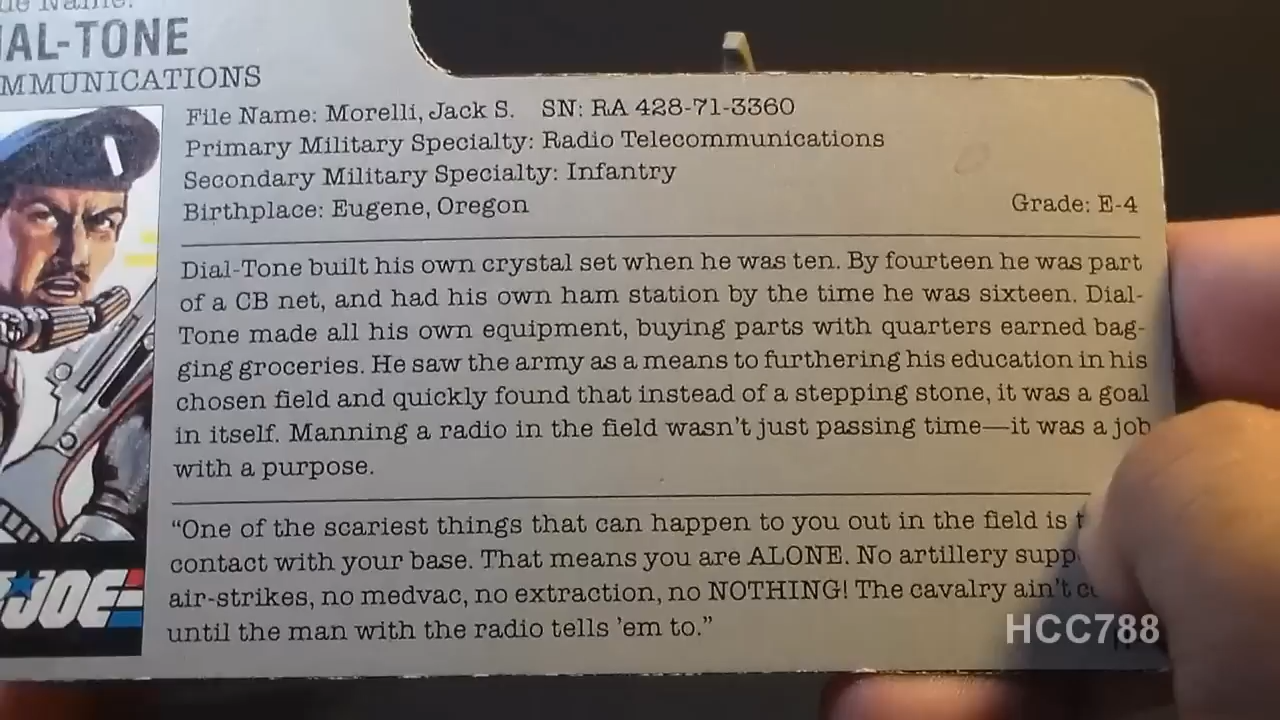 DIAL-TONE
COMMUNICATIONS
File Name: Morelli, Jack S. SN: RA 428-71-3360
Primary Military Specialty: Radio Telecommunications
Secondary Military Specialty: Infantry
Birthplace: Eugene, Oregon Grade: E-4
Dial-Tone built his own crystal set when he was ten. By fourteen he was part
of a CB net, and had his own ham station by the time he was sixteen. Dial-
Tone made all his own equipment, buying parts with quarters earned bag-
ging groceries. He saw the army as a means to furthering his education in his
chosen field and quickly found that instead of a stepping stone, it was a goal
in itself. Manning a radio in the field wasn't just passing time—it was a job
with a purpose.
"One of the scariest things that can happen to you out in the field is
contact with your base. That means you are ALONE. No artillery
air-strikes, no medvac, no extraction, no NOTHING! The cavalry ain't
until the man with the radio tells 'em to."
JOE
HCC788